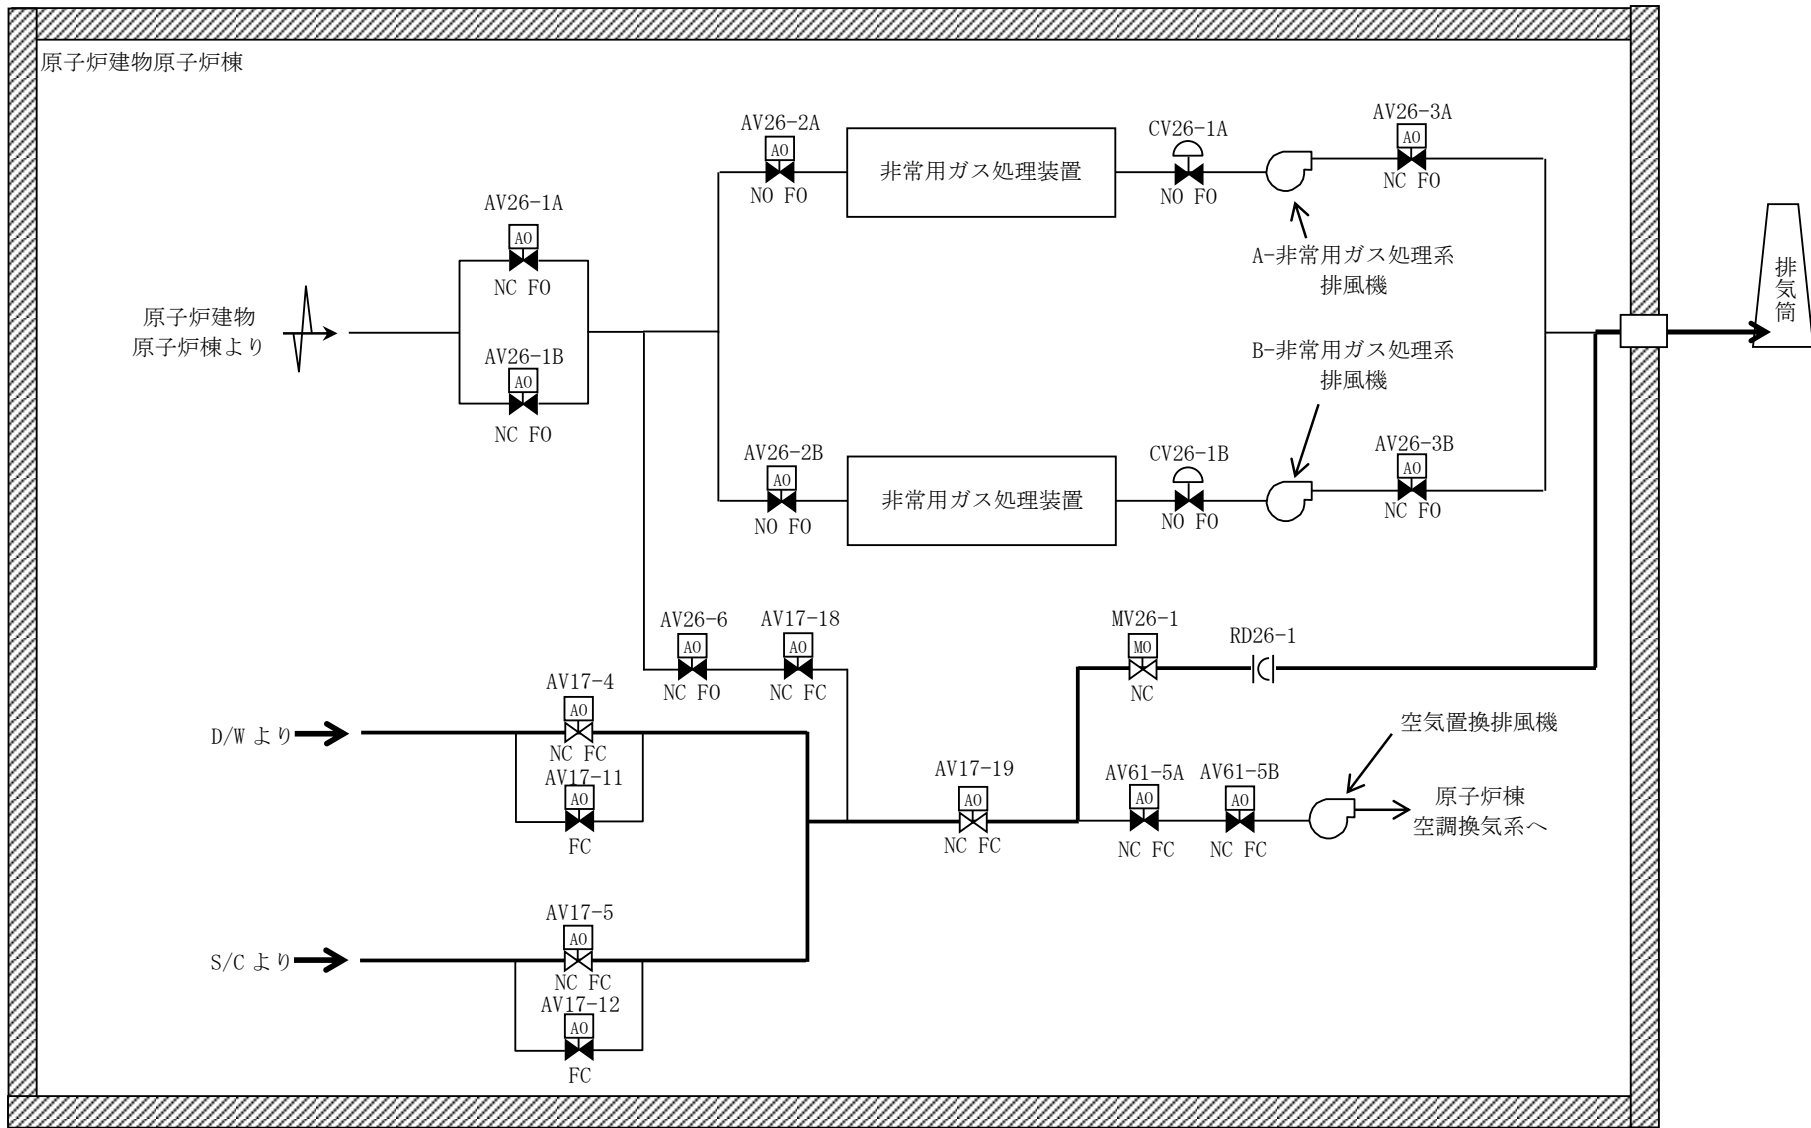 原子炉建物原子炉棟
AV26-2A
AO
NO FO
非常用ガス処理装置
CV26-1A
NO FO
AV26-3A
AO
NC FO
A-非常用ガス処理系
排風機
AV26-1A
AO
NC FO
原子炉建物
原子炉棟より
AV26-1B
AO
NC FO
排気筒
B-非常用ガス処理系
排風機
AV26-2B
AO
NO FO
非常用ガス処理装置
CV26-1B
NO FO
AV26-3B
AO
NC FO
AV26-6
AO
NC FO
AV17-18
AO
NC FC
MV26-1
MO
NC
RD26-1
AV17-4
AO
NC FC
D/W より
AV17-11
AO
FC
AV17-19
AO
NC FC
AV61-5A
AO
NC FC
AV61-5B
AO
NC FC
空気置換排風機
原子炉棟
空調換気系へ
AV17-5
AO
NC FC
S/C より
AV17-12
AO
FC